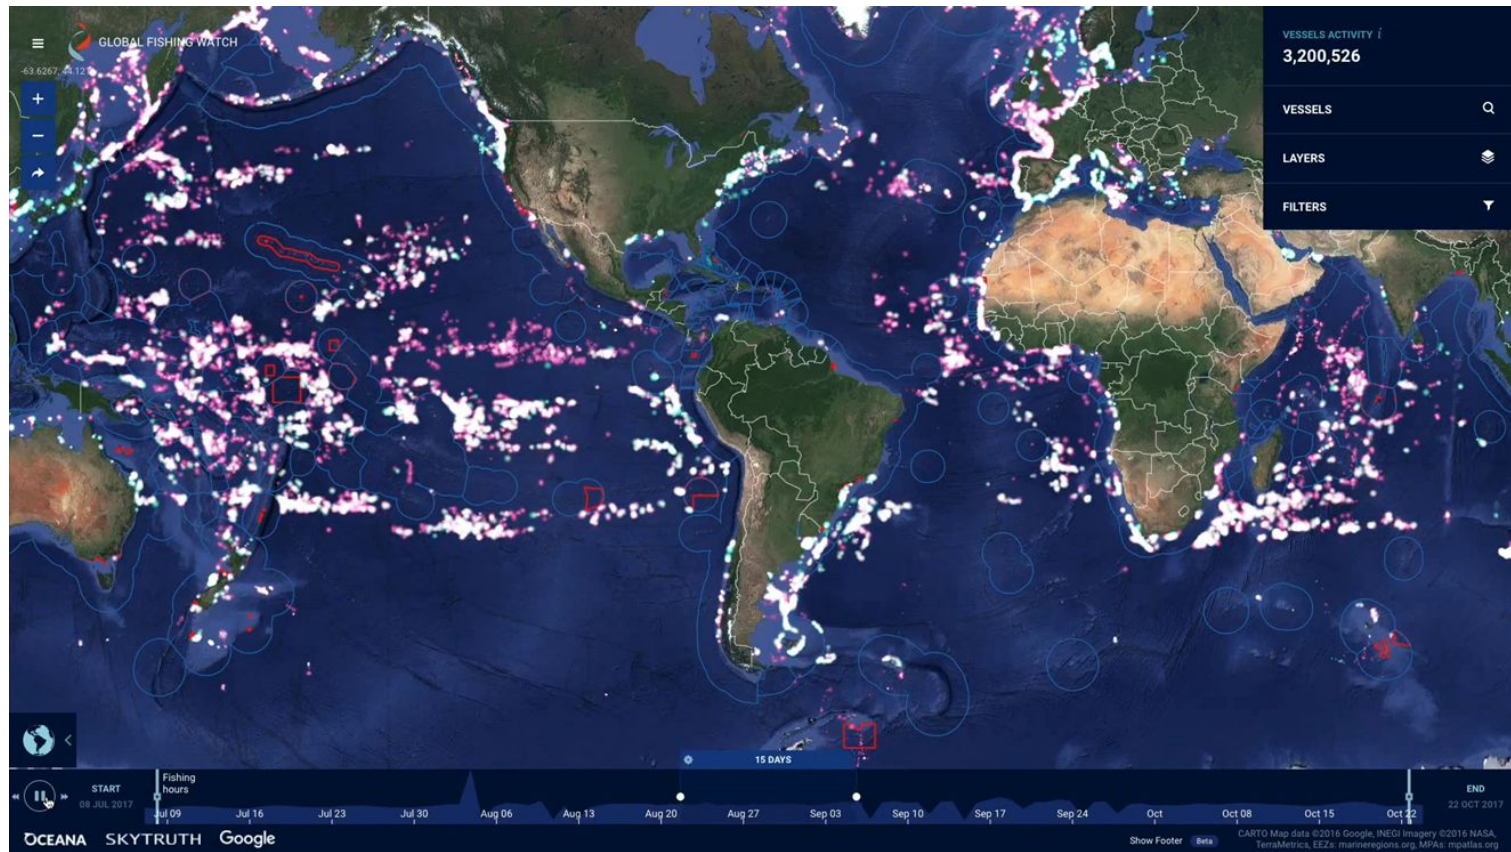 GLOBAL FISHING WATCH
VESSELS ACTIVITY i
3,200,526
VESSELS
LAYERS
FILTERS
15 DAYS
START
08 JUL 2017
Fishing
hours
Jul 09 Jul 16 Jul 23 Jul 30 Aug 06 Aug 13 Aug 20 Aug 27 Sep 03 Sep 10 Sep 17 Sep 24 Oct Oct 08 Oct 15 Oct 22
END
22 OCT 2017
OCEANA SKYTRUTH Google
Show Footer Beta
CARTO Map data ©2016 Google, INEGI Imagery ©2016 NASA,
TerraMetrics, EEZs: marineregions.org, MPAs: mpatlas.org